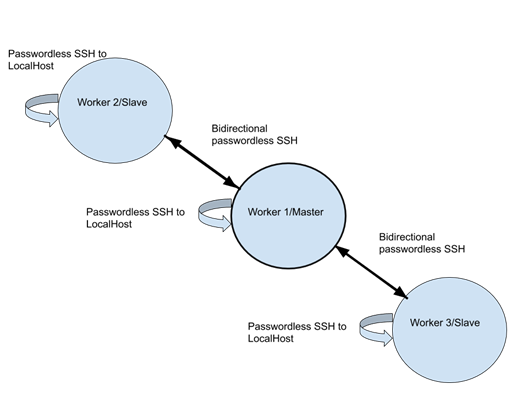 Passwordless SSH to
LocalHost
Worker 2/Slave
Bidirectional
passwordless SSH
Passwordless SSH to
LocalHost
Worker 1/Master
Bidirectional
passwordless SSH
Passwordless SSH to
LocalHost
Worker 3/Slave